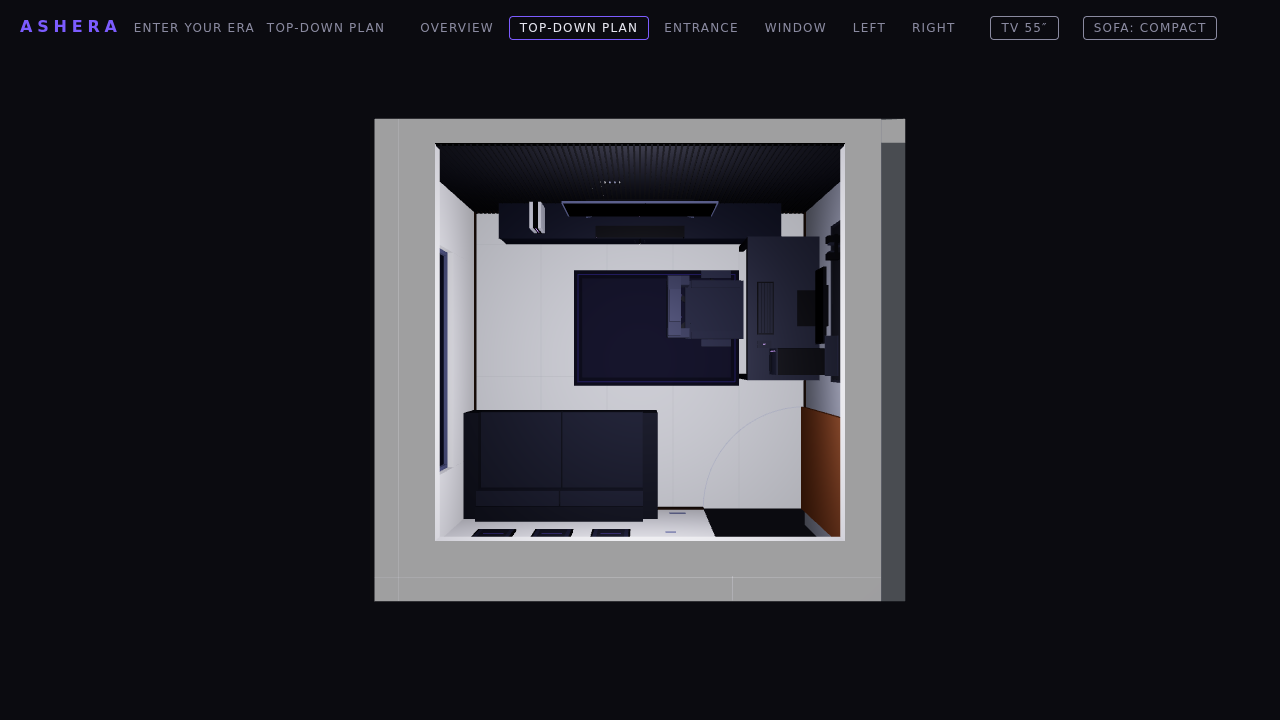 ASHERA ENTER YOUR ERA TOP-DOWN PLAN OVERVIEW TOP-DOWN PLAN ENTRANCE WINDOW LEFT RIGHT TV 55″ SOFA: COMPACT